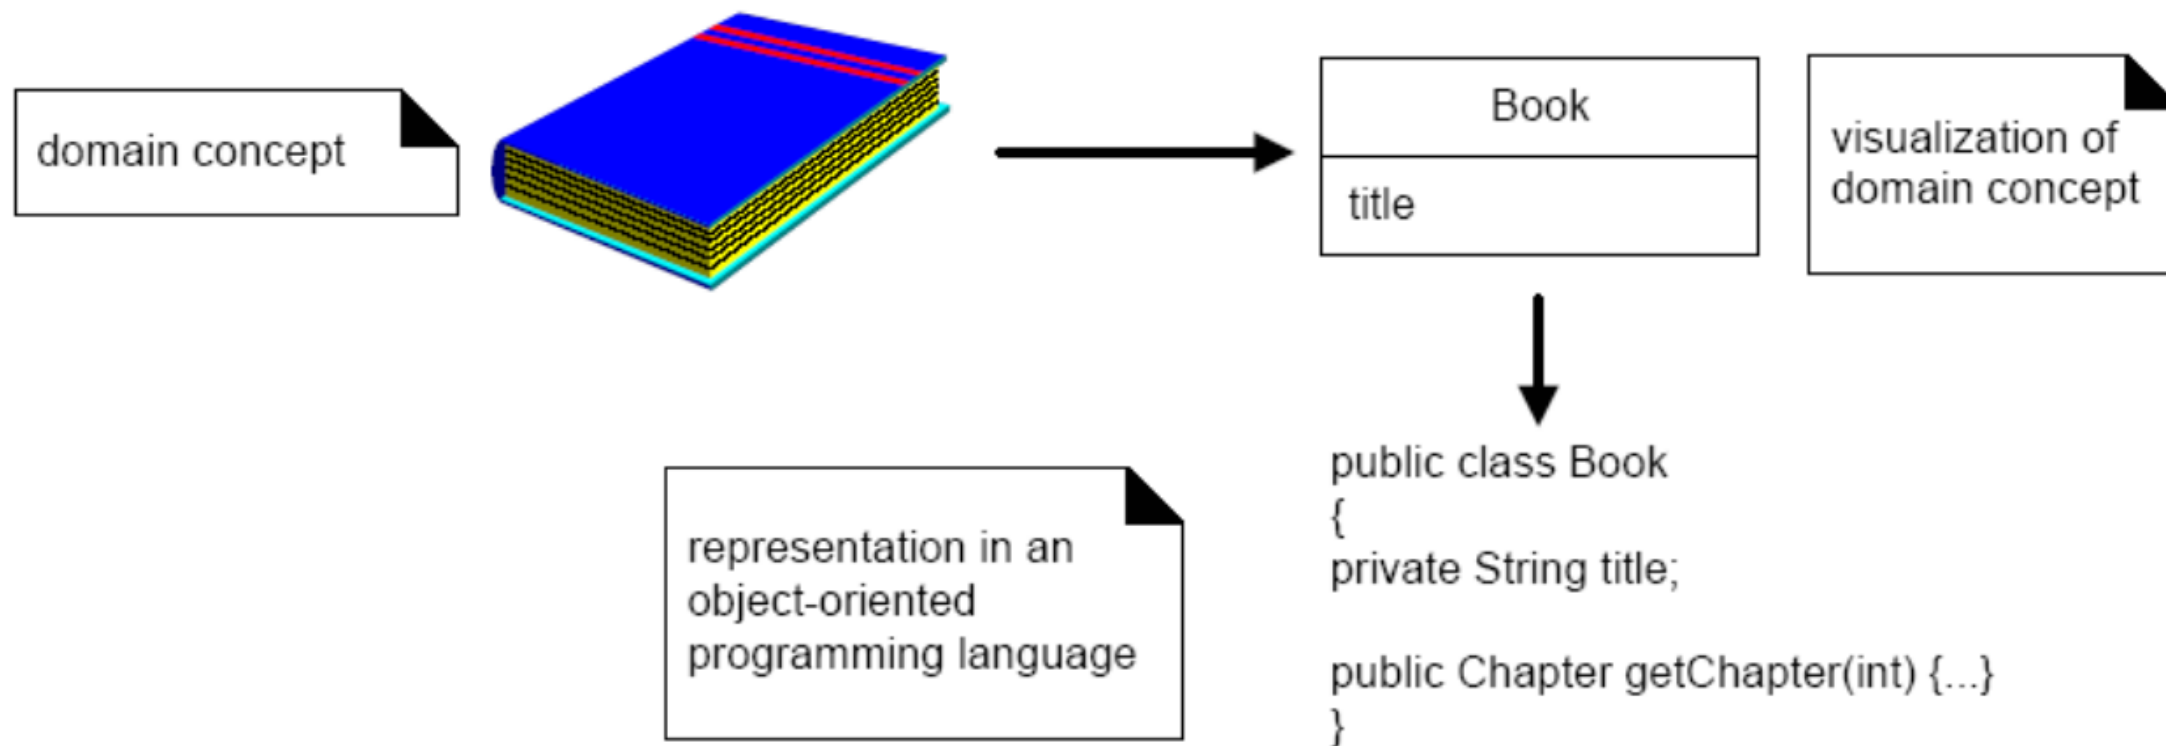 domain concept
Book
title
visualization of
domain concept
representation in an
object-oriented
programming language
public class Book
{
private String title;
public Chapter getChapter(int) {...}
}